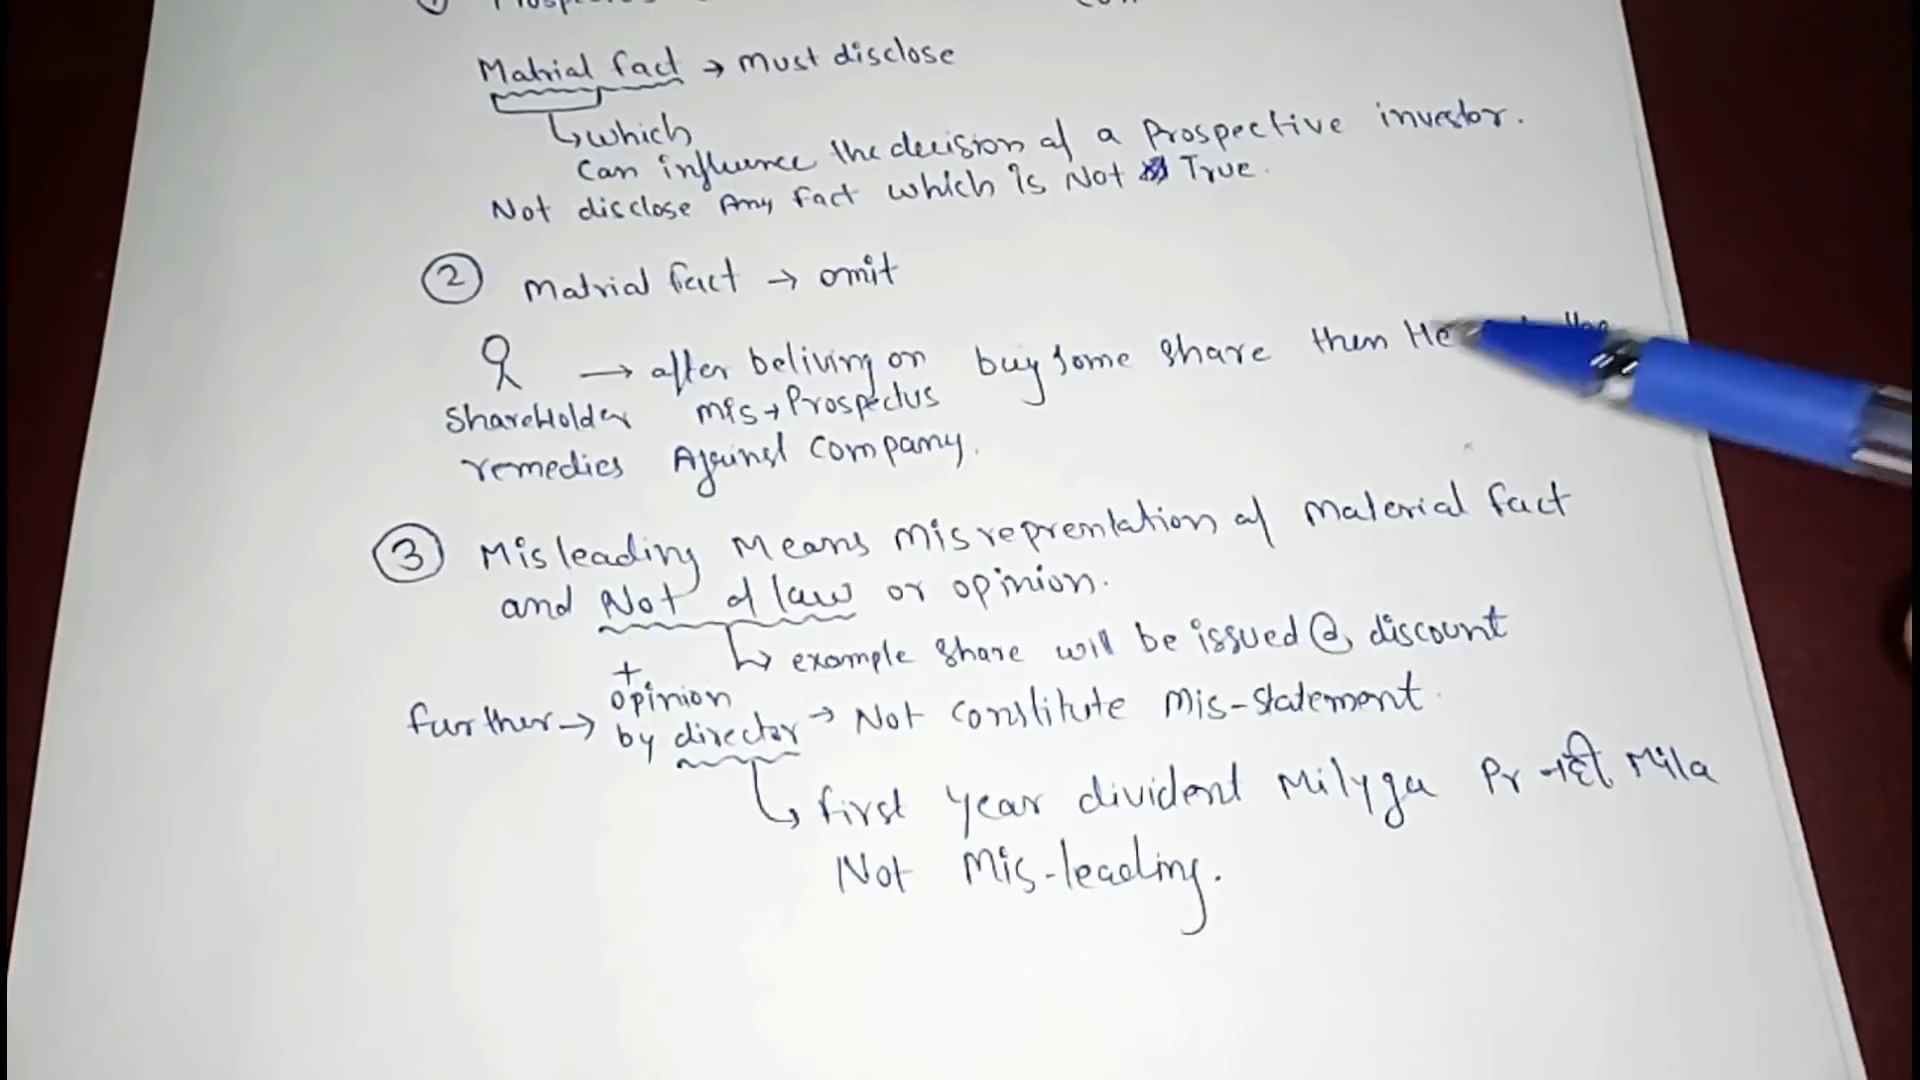 Matrial fact → must disclose
↳ which
Can influence the decision of a Prospective investor.
Not disclose Any fact which is Not True.
② Matrial fact → omit
→ after beliving on buy some share then He
ShareHolder mis → Prospectus
remedies Against Company.
③ Misleading Means misreprentation of Material fact
and Not of law or opinion.
↳ example share will be issued @ discount
+
opinion
further → by director → Not constitute Mis-statement.
↳ first year divident Milyga Pr नही Mila
Not Mis-leading.